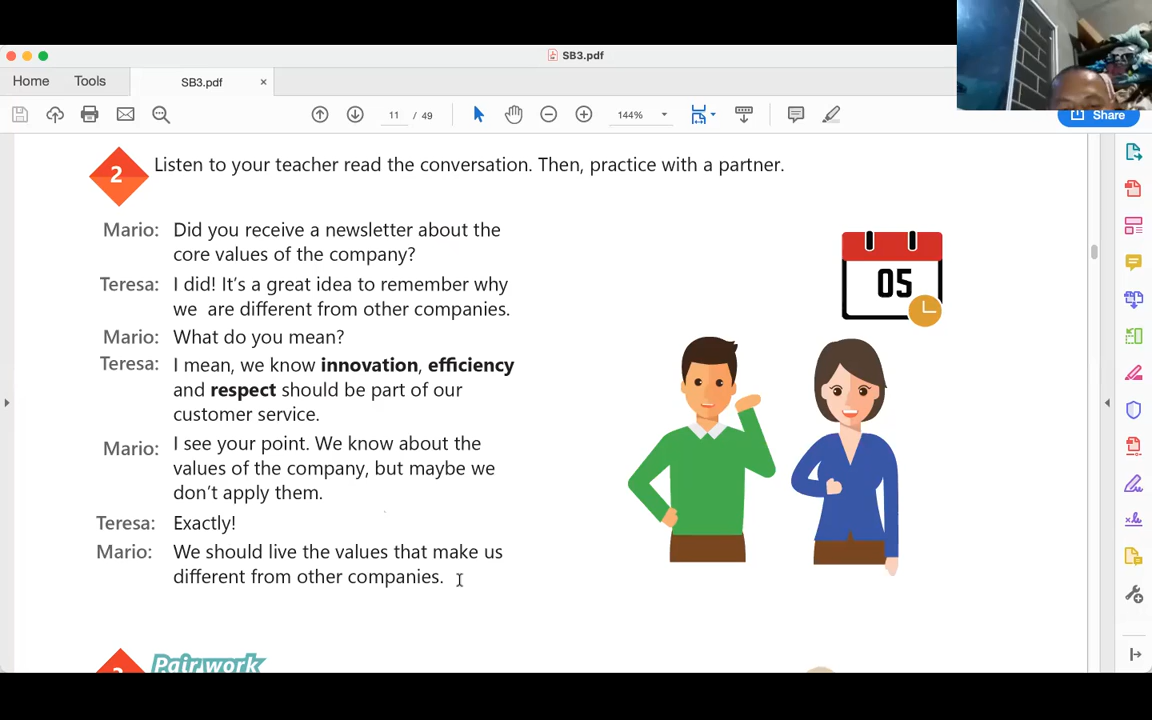 SB3.pdf
Home Tools SB3.pdf ×
11 / 49 144% Share
2 Listen to your teacher read the conversation. Then, practice with a partner.
Mario: Did you receive a newsletter about the
core values of the company?
Teresa: I did! It's a great idea to remember why
we are different from other companies.
Mario: What do you mean?
Teresa: I mean, we know innovation, efficiency
and respect should be part of our
customer service.
Mario: I see your point. We know about the
values of the company, but maybe we
don't apply them.
Teresa: Exactly!
Mario: We should live the values that make us
different from other companies.
05
Pair work